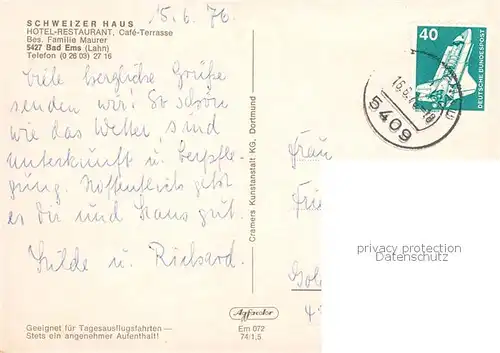 15.6.76
SCHWEIZER HAUS
HOTEL-RESTAURANT, Café-Terrasse
Bes. Familie Maurer
5427 Bad Ems (Lahn)
Telefon (0 26 03) 27 16
Viele herzliche Grüße
senden wir! So schön
wie das Wetter, sind
Unterkunft u. Verpfle-
gung. Hoffentlich geht
es Dir und Hans gut.
Hilde u. Richard.
Geeignet für Tagesausflugsfahrten —
Stets ein angenehmer Aufenthalt!
Cramers Kunstanstalt KG, Dortmund
Agfacolor
Em 072
74:1,5
40
DEUTSCHE BUNDESPOST
5409
Frau
privacy protection
DELTAPOOL